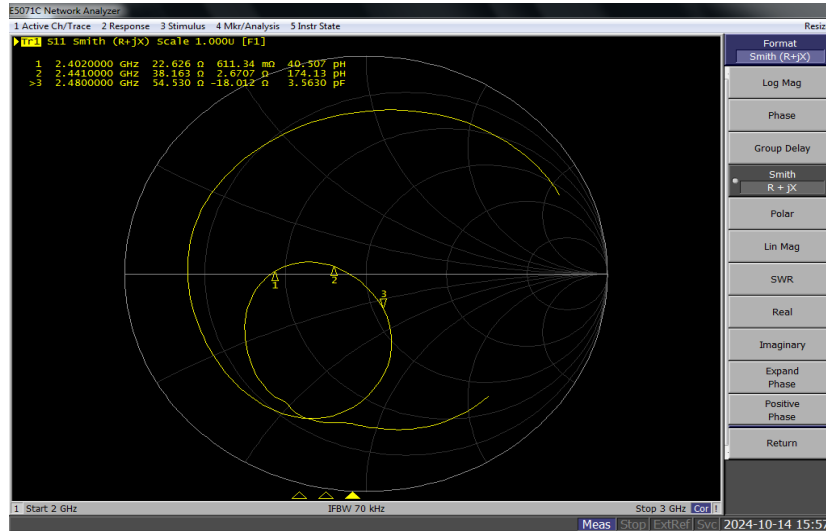 E5071C Network Analyzer
1 Active Ch/Trace 2 Response 3 Stimulus 4 Mkr/Analysis 5 Instr State
Resiz
Tr1 S11 Smith (R+jX) Scale 1.000U [F1]
1 2.4020000 GHz 22.626 Ω 611.34 mΩ 40.507 pH
2 2.4410000 GHz 38.163 Ω 2.6707 Ω 174.13 pH
>3 2.4800000 GHz 54.530 Ω -18.012 Ω 3.5630 pF
1
2
3
Format
Smith (R+jX)
Log Mag
Phase
Group Delay
Smith
R + jX
Polar
Lin Mag
SWR
Real
Imaginary
Expand
Phase
Positive
Phase
Return
1 Start 2 GHz
IFBW 70 kHz
Stop 3 GHz Cor !
Meas Stop ExtRef Svc 2024-10-14 15:57